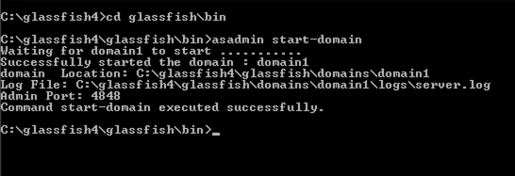 C:\glassfish4>cd glassfish\bin
C:\glassfish4\glassfish\bin>asadmin start-domain
Waiting for domain1 to start ...........
Successfully started the domain : domain1
domain  Location: C:\glassfish4\glassfish\domains\domain1
Log File: C:\glassfish4\glassfish\domains\domain1\logs\server.log
Admin Port: 4848
Command start-domain executed successfully.
C:\glassfish4\glassfish\bin>_